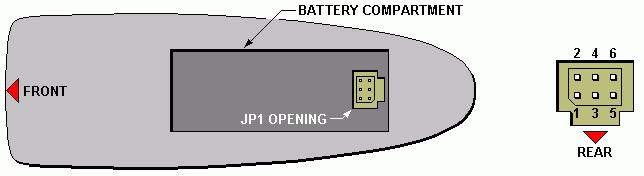 BATTERY COMPARTMENT
FRONT
JP1 OPENING
2 4 6
1 3 5
REAR